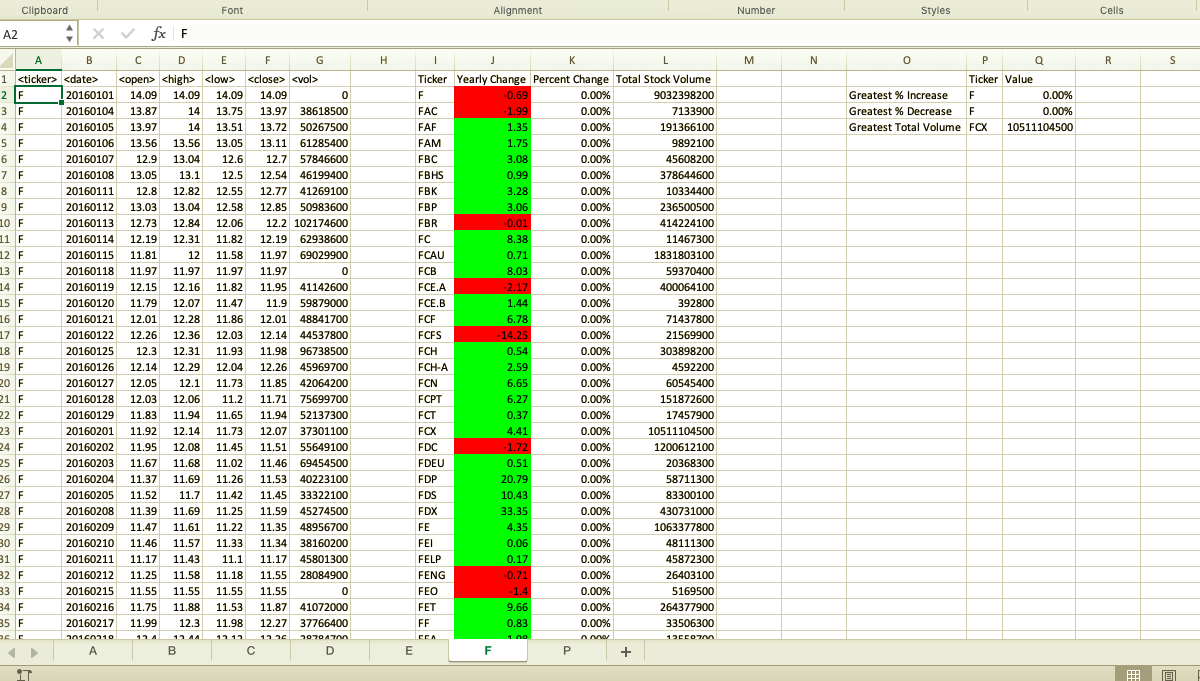 Clipboard Font Alignment Number Styles Cells
A2 fx F
A B C D E F G H I J K L M N O P Q R S
1 <ticker> <date> <open> <high> <low> <close> <vol> Ticker Yearly Change Percent Change Total Stock Volume Ticker Value
2 F 20160101 14.09 14.09 14.09 14.09 0 F -0.69 0.00% 9032398200 Greatest % Increase F 0.00%
3 F 20160104 13.87 14 13.75 13.97 38618500 FAC -1.99 0.00% 7133900 Greatest % Decrease F 0.00%
4 F 20160105 13.97 14 13.51 13.72 50267500 FAF 1.35 0.00% 191366100 Greatest Total Volume FCX 10511104500
5 F 20160106 13.56 13.56 13.05 13.11 61285400 FAM 1.75 0.00% 9892100
6 F 20160107 12.9 13.04 12.6 12.7 57846600 FBC 3.08 0.00% 45608200
7 F 20160108 13.05 13.1 12.5 12.54 46199400 FBHS 0.99 0.00% 378644600
8 F 20160111 12.8 12.82 12.55 12.77 41269100 FBK 3.28 0.00% 10334400
9 F 20160112 13.03 13.04 12.58 12.85 50983600 FBP 3.06 0.00% 236500500
10 F 20160113 12.73 12.84 12.06 12.2 102174600 FBR -0.01 0.00% 414224100
11 F 20160114 12.19 12.31 11.82 12.19 62938600 FC 8.38 0.00% 11467300
12 F 20160115 11.81 12 11.58 11.97 69029900 FCAU 0.71 0.00% 1831803100
13 F 20160118 11.97 11.97 11.97 11.97 0 FCB 8.03 0.00% 59370400
14 F 20160119 12.15 12.16 11.82 11.95 41142600 FCE.A -2.17 0.00% 400064100
15 F 20160120 11.79 12.07 11.47 11.9 59879000 FCE.B 1.44 0.00% 392800
16 F 20160121 12.01 12.28 11.86 12.01 48841700 FCF 6.78 0.00% 71437800
17 F 20160122 12.26 12.36 12.03 12.14 44537800 FCFS -14.25 0.00% 21569900
18 F 20160125 12.3 12.31 11.93 11.98 96738500 FCH 0.54 0.00% 303898200
19 F 20160126 12.14 12.29 12.04 12.26 45969700 FCH-A 2.59 0.00% 4592200
20 F 20160127 12.05 12.1 11.73 11.85 42064200 FCN 6.65 0.00% 60545400
21 F 20160128 12.03 12.06 11.2 11.71 75699700 FCPT 6.27 0.00% 151872600
22 F 20160129 11.83 11.94 11.65 11.94 52137300 FCT 0.37 0.00% 17457900
23 F 20160201 11.92 12.14 11.73 12.07 37301100 FCX 4.41 0.00% 10511104500
24 F 20160202 11.95 12.08 11.45 11.51 55649100 FDC -1.72 0.00% 1200612100
25 F 20160203 11.67 11.68 11.02 11.46 69454500 FDEU 0.51 0.00% 20368300
26 F 20160204 11.37 11.69 11.26 11.53 40223100 FDP 20.79 0.00% 58711300
27 F 20160205 11.52 11.7 11.42 11.45 33322100 FDS 10.43 0.00% 83300100
28 F 20160208 11.39 11.69 11.25 11.59 45274500 FDX 33.35 0.00% 430731000
29 F 20160209 11.47 11.61 11.22 11.35 48956700 FE 4.35 0.00% 1063377800
30 F 20160210 11.46 11.57 11.33 11.34 38160200 FEI 0.06 0.00% 48111300
31 F 20160211 11.17 11.43 11.1 11.17 45801300 FELP 0.17 0.00% 45872300
32 F 20160212 11.25 11.58 11.18 11.55 28084900 FENG -0.71 0.00% 26403100
33 F 20160215 11.55 11.55 11.55 11.55 0 FEO -1.4 0.00% 5169500
34 F 20160216 11.75 11.88 11.53 11.87 41072000 FET 9.66 0.00% 264377900
35 F 20160217 11.99 12.3 11.98 12.27 37766400 FF 0.83 0.00% 33506300
A B C D E F P +